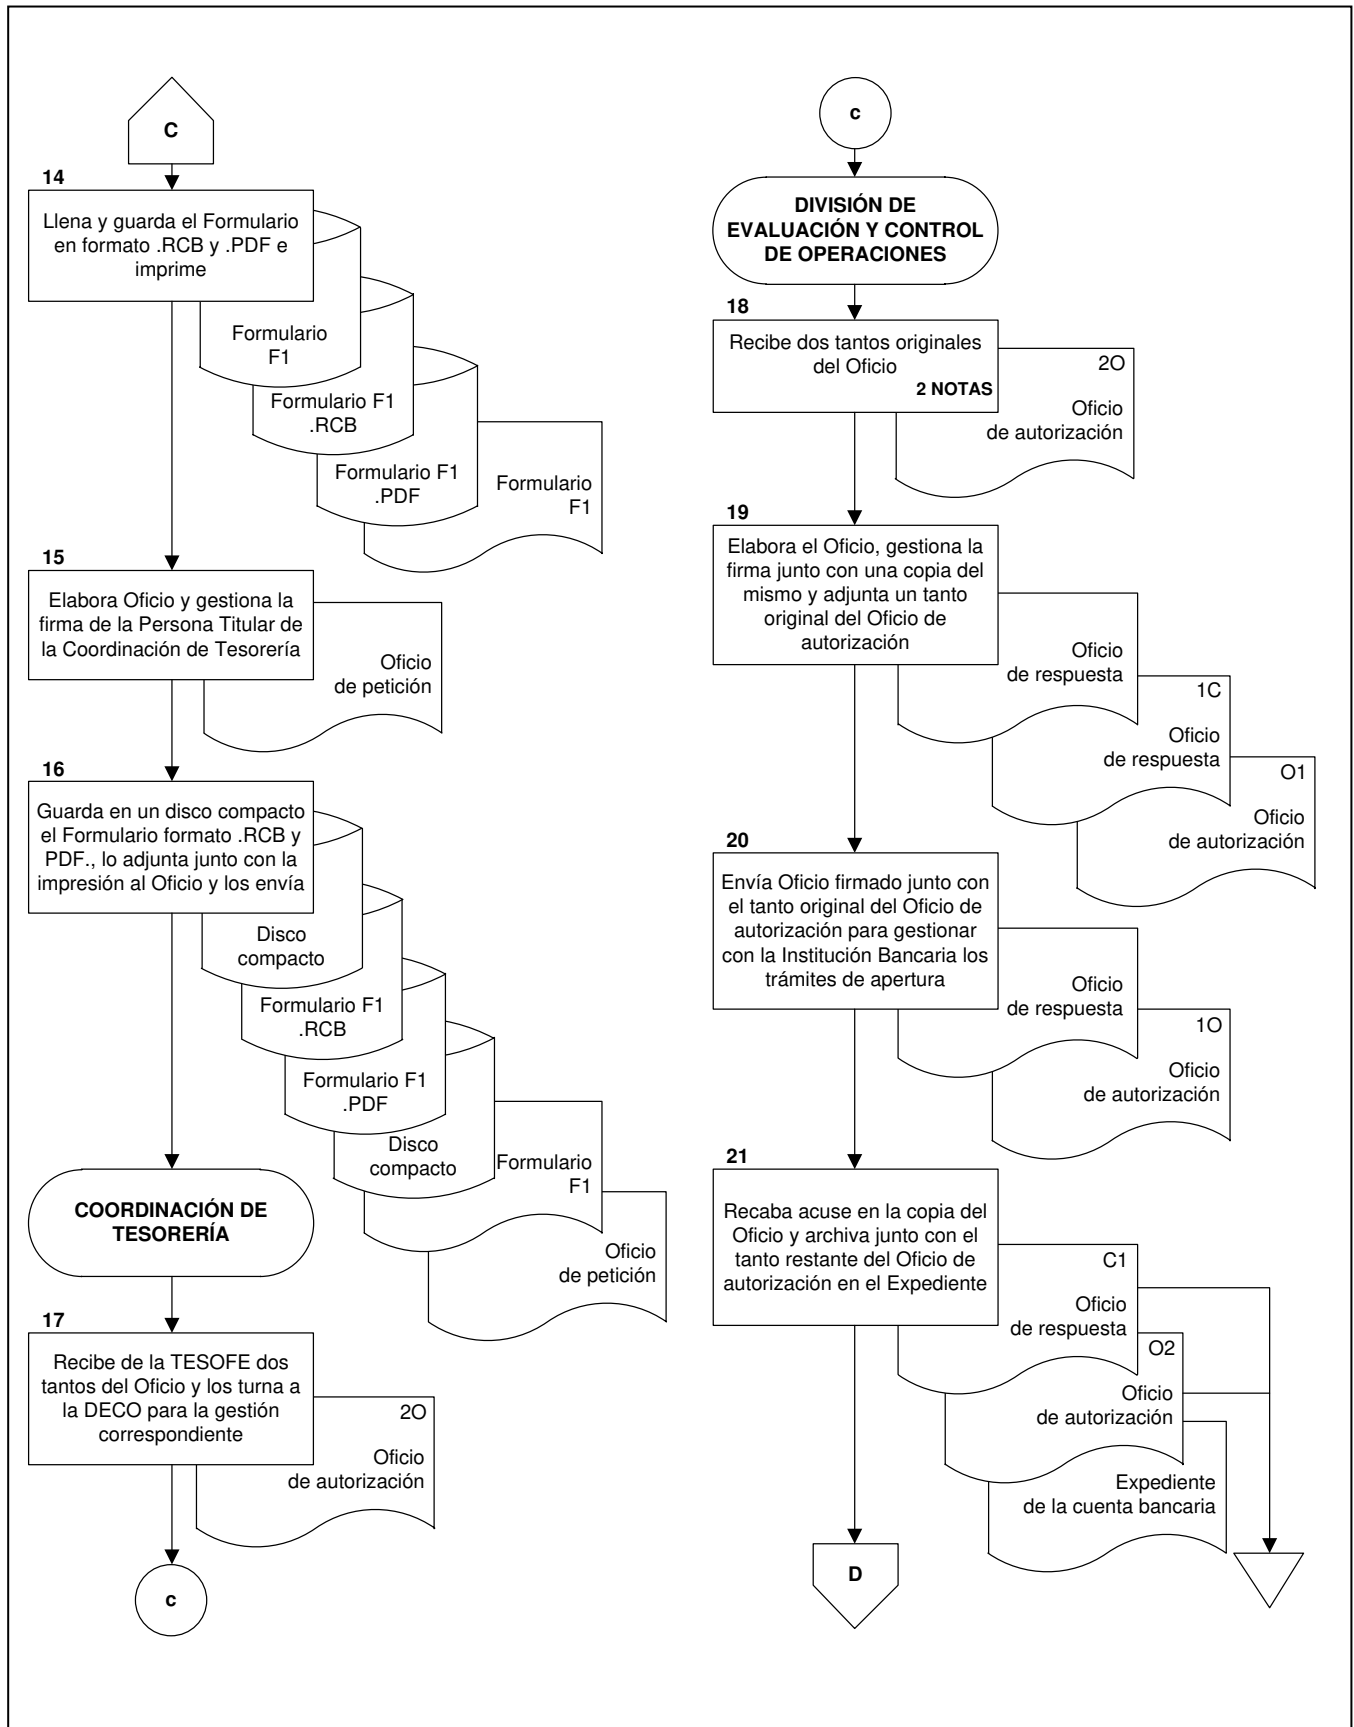 C
14
Llena y guarda el Formulario
en formato .RCB y .PDF e
imprime
Formulario
F1
Formulario F1
.RCB
Formulario F1
.PDF
Formulario
F1
15
Elabora Oficio y gestiona la
firma de la Persona Titular de
la Coordinación de Tesorería
Oficio
de petición
16
Guarda en un disco compacto
el Formulario formato .RCB y
PDF., lo adjunta junto con la
impresión al Oficio y los envía
Disco
compacto
Formulario F1
.RCB
Formulario F1
.PDF
Disco
compacto
Formulario
F1
Oficio
de petición
COORDINACIÓN DE
TESORERÍA
17
Recibe de la TESOFE dos
tantos del Oficio y los turna a
la DECO para la gestión
correspondiente
2O
Oficio
de autorización
c
c
DIVISIÓN DE
EVALUACIÓN Y CONTROL
DE OPERACIONES
18
Recibe dos tantos originales
del Oficio
2 NOTAS
2O
Oficio
de autorización
19
Elabora el Oficio, gestiona la
firma junto con una copia del
mismo y adjunta un tanto
original del Oficio de
autorización
Oficio
de respuesta
1C
Oficio
de respuesta
O1
Oficio
de autorización
20
Envía Oficio firmado junto con
el tanto original del Oficio de
autorización para gestionar
con la Institución Bancaria los
trámites de apertura
Oficio
de respuesta
1O
Oficio
de autorización
21
Recaba acuse en la copia del
Oficio y archiva junto con el
tanto restante del Oficio de
autorización en el Expediente
C1
Oficio
de respuesta
O2
Oficio
de autorización
Expediente
de la cuenta bancaria
D